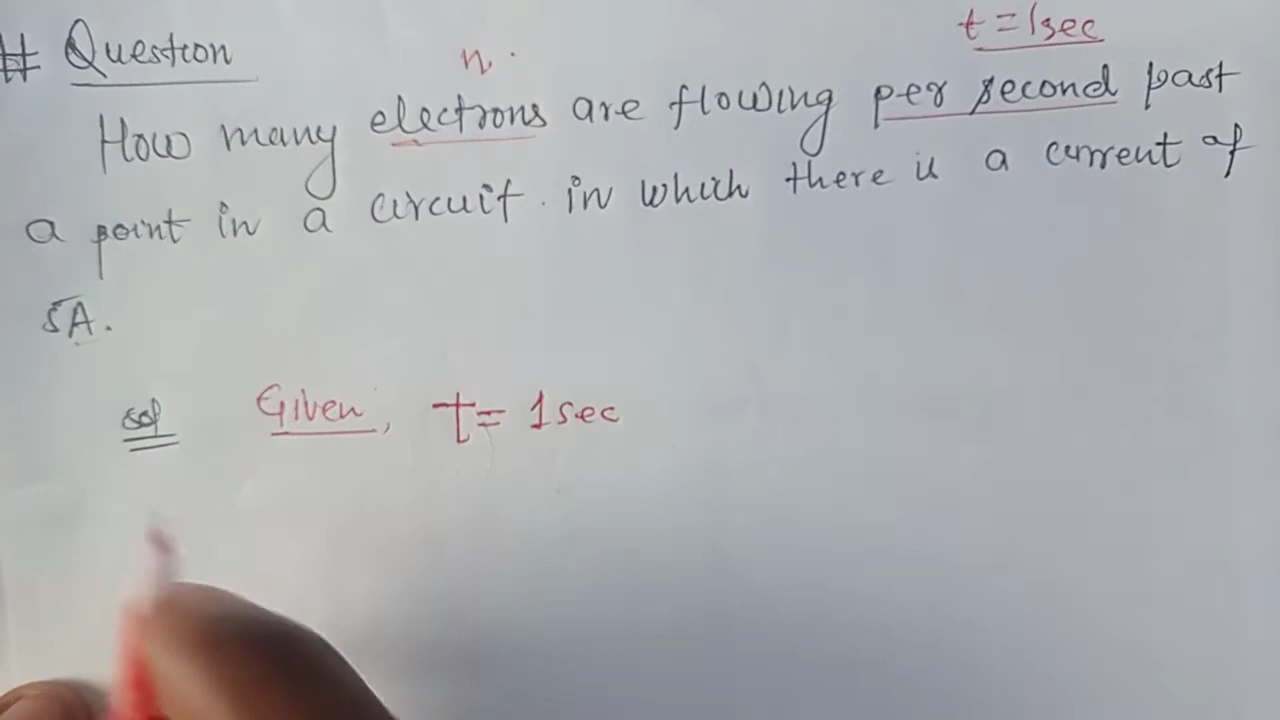 t = 1sec
# Question
n.
How many electrons are flowing per second past
a point in a circuit. in which there is a current of
5A.
Sol Given, t = 1sec